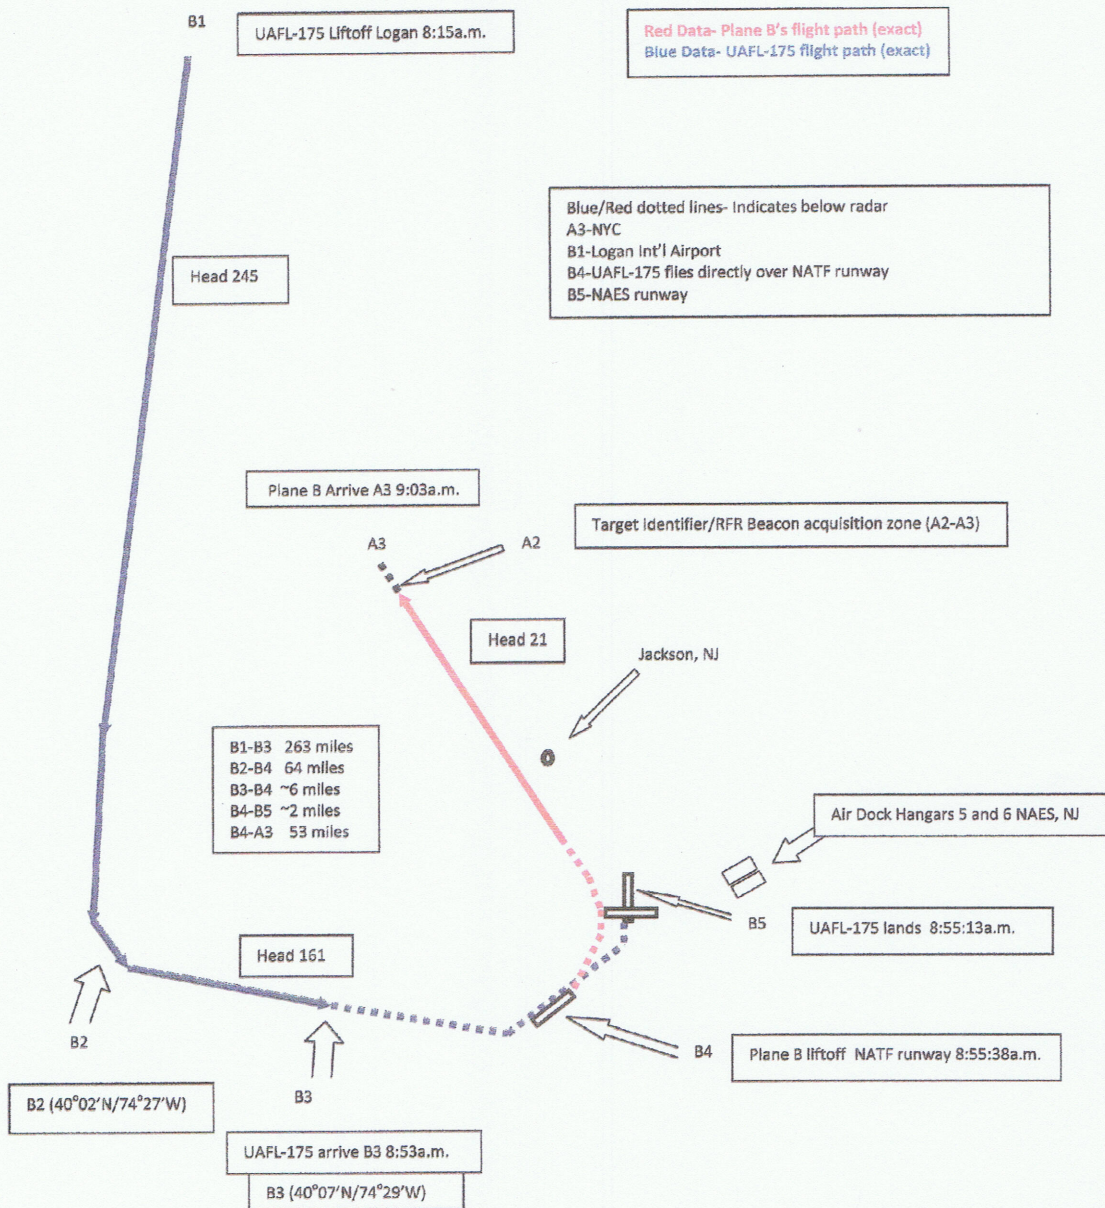 B1
UAFL-175 Liftoff Logan 8:15a.m.
Red Data- Plane B's flight path (exact)
Blue Data- UAFL-175 flight path (exact)
Blue/Red dotted lines- Indicates below radar
A3-NYC
B1-Logan Int'l Airport
B4-UAFL-175 flies directly over NATF runway
B5-NAES runway
Head 245
Plane B Arrive A3 9:03a.m.
Target Identifier/RFR Beacon acquisition zone (A2-A3)
A3
A2
Head 21
Jackson, NJ
B1-B3 263 miles
B2-B4 64 miles
B3-B4 ~6 miles
B4-B5 ~2 miles
B4-A3 53 miles
Air Dock Hangars 5 and 6 NAES, NJ
B5
UAFL-175 lands 8:55:13a.m.
Head 161
B2
B4
Plane B liftoff NATF runway 8:55:38a.m.
B3
B2 (40°02'N/74°27'W)
UAFL-175 arrive B3 8:53a.m.
B3 (40°07'N/74°29'W)